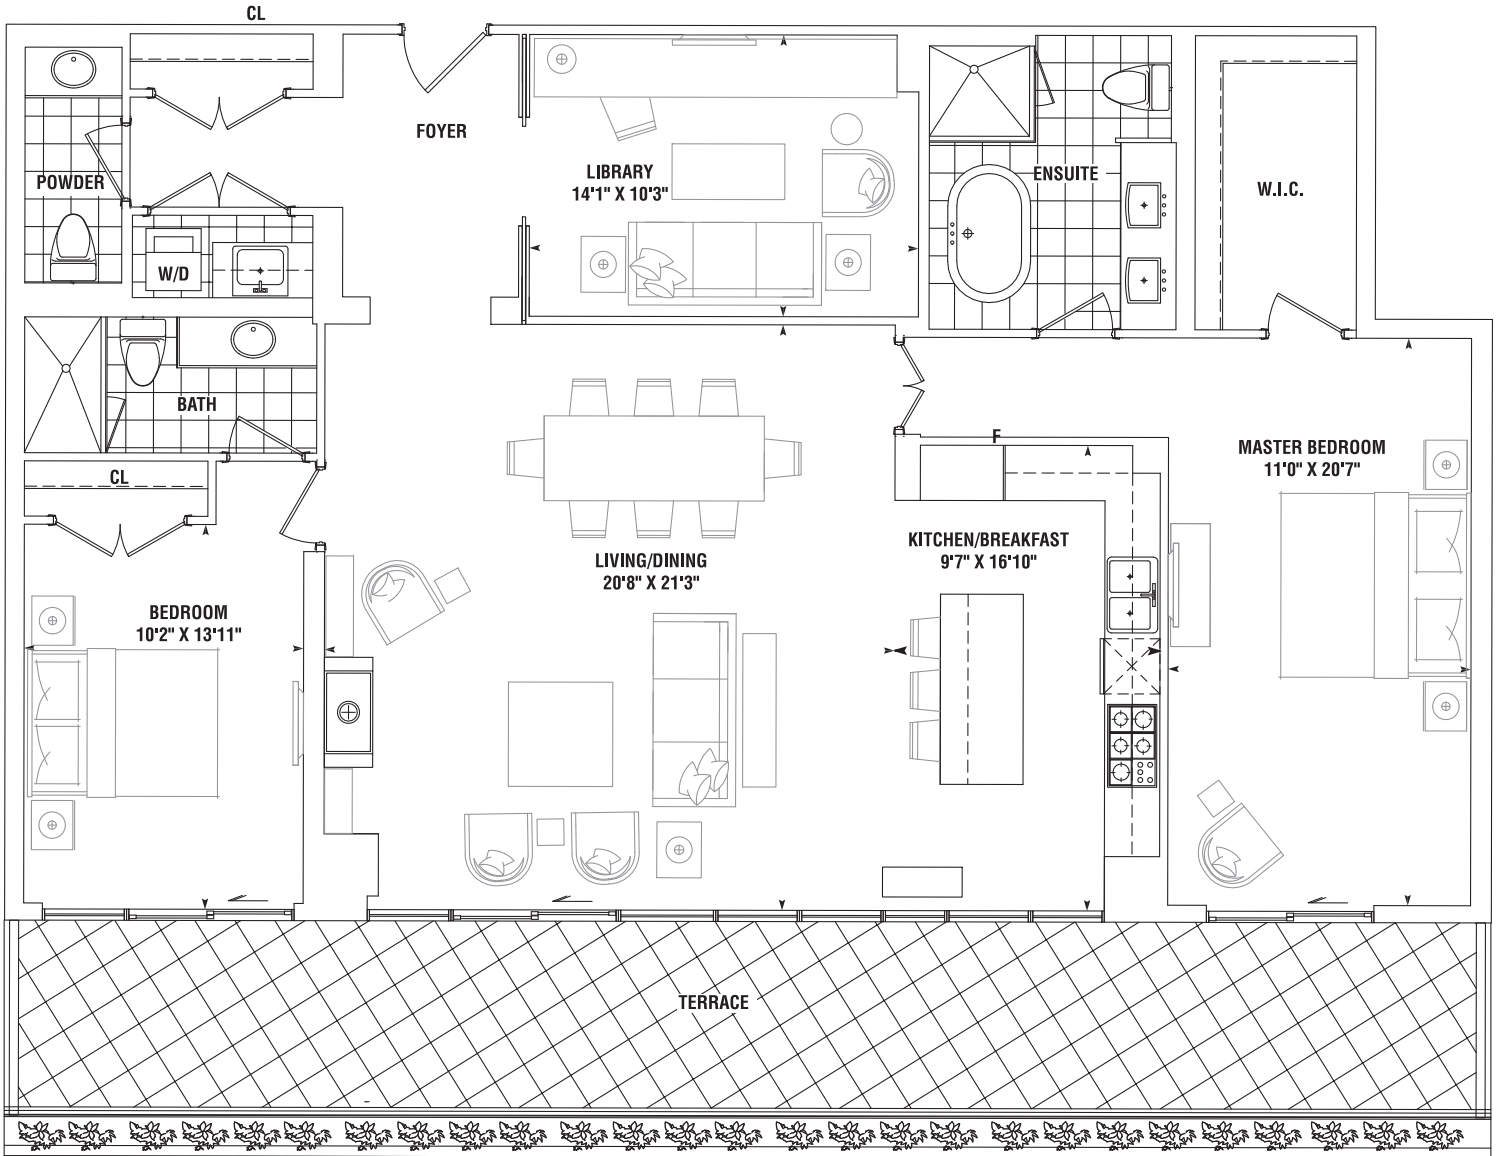 CL
FOYER
POWDER
LIBRARY
14'1" X 10'3"
ENSUITE
W.I.C.
W/D
BATH
CL
F
MASTER BEDROOM
11'0" X 20'7"
LIVING/DINING
20'8" X 21'3"
KITCHEN/BREAKFAST
9'7" X 16'10"
BEDROOM
10'2" X 13'11"
TERRACE